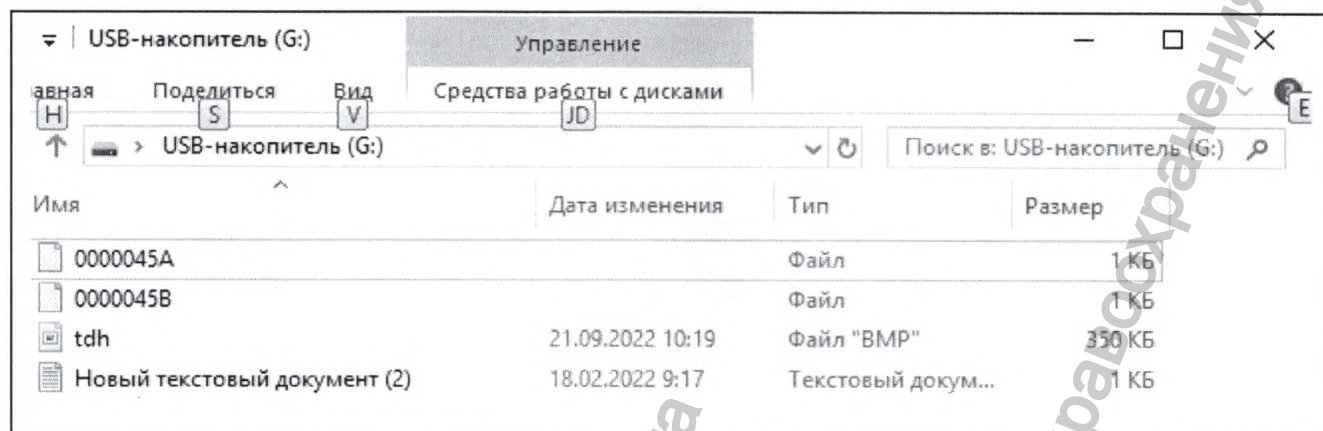 USB-накопитель (G:)
Управление
авная Поделиться Вид Средства работы с дисками
H S V JD E
USB-накопитель (G:) Поиск в: USB-накопитель (G:)
Имя Дата изменения Тип Размер
0000045A Файл 1 КБ
0000045B Файл 1 КБ
tdh 21.09.2022 10:19 Файл "BMP" 350 КБ
Новый текстовый документ (2) 18.02.2022 9:17 Текстовый докум... 1 КБ